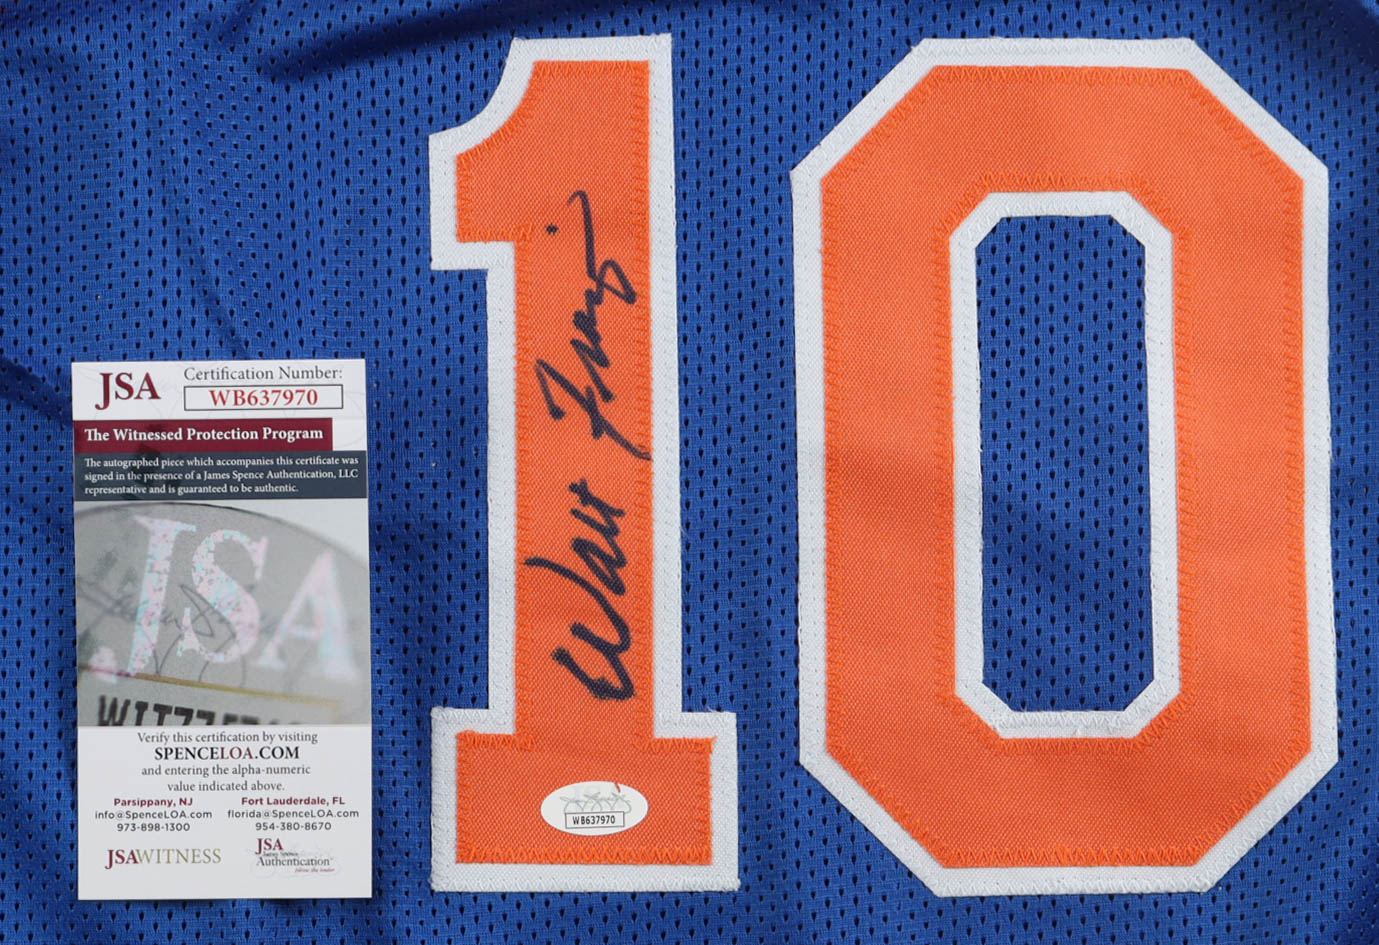 10
Walt Frazier
JSA
Certification Number:
WB637970
The Witnessed Protection Program
The autographed piece which accompanies this certificate was
signed in the presence of a James Spence Authentication, LLC
representative and is guaranteed to be authentic.
JSA
Verify this certification by visiting
SPENCELOA.COM
and entering the alpha-numeric
value indicated above.
Parsippany, NJ
info@SpenceLOA.com
973-898-1300
Fort Lauderdale, FL
florida@SpenceLOA.com
954-380-8670
JSAWITNESS
JSA
Authentication
WB637970